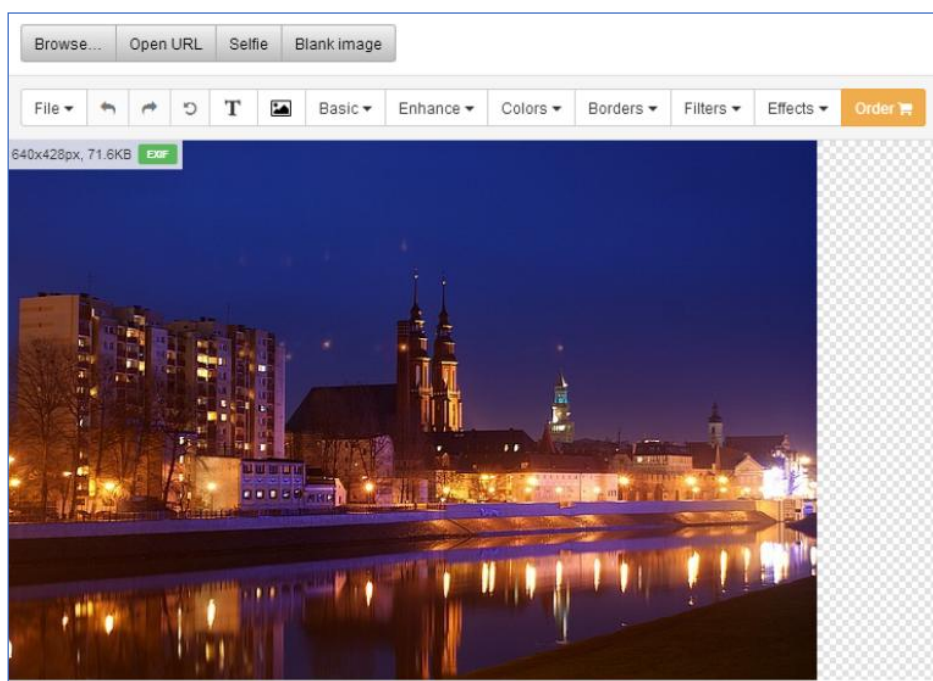 Browse... Open URL Selfie Blank image
File T Basic Enhance Colors Borders Filters Effects Order
640x428px, 71.6KB EXIF